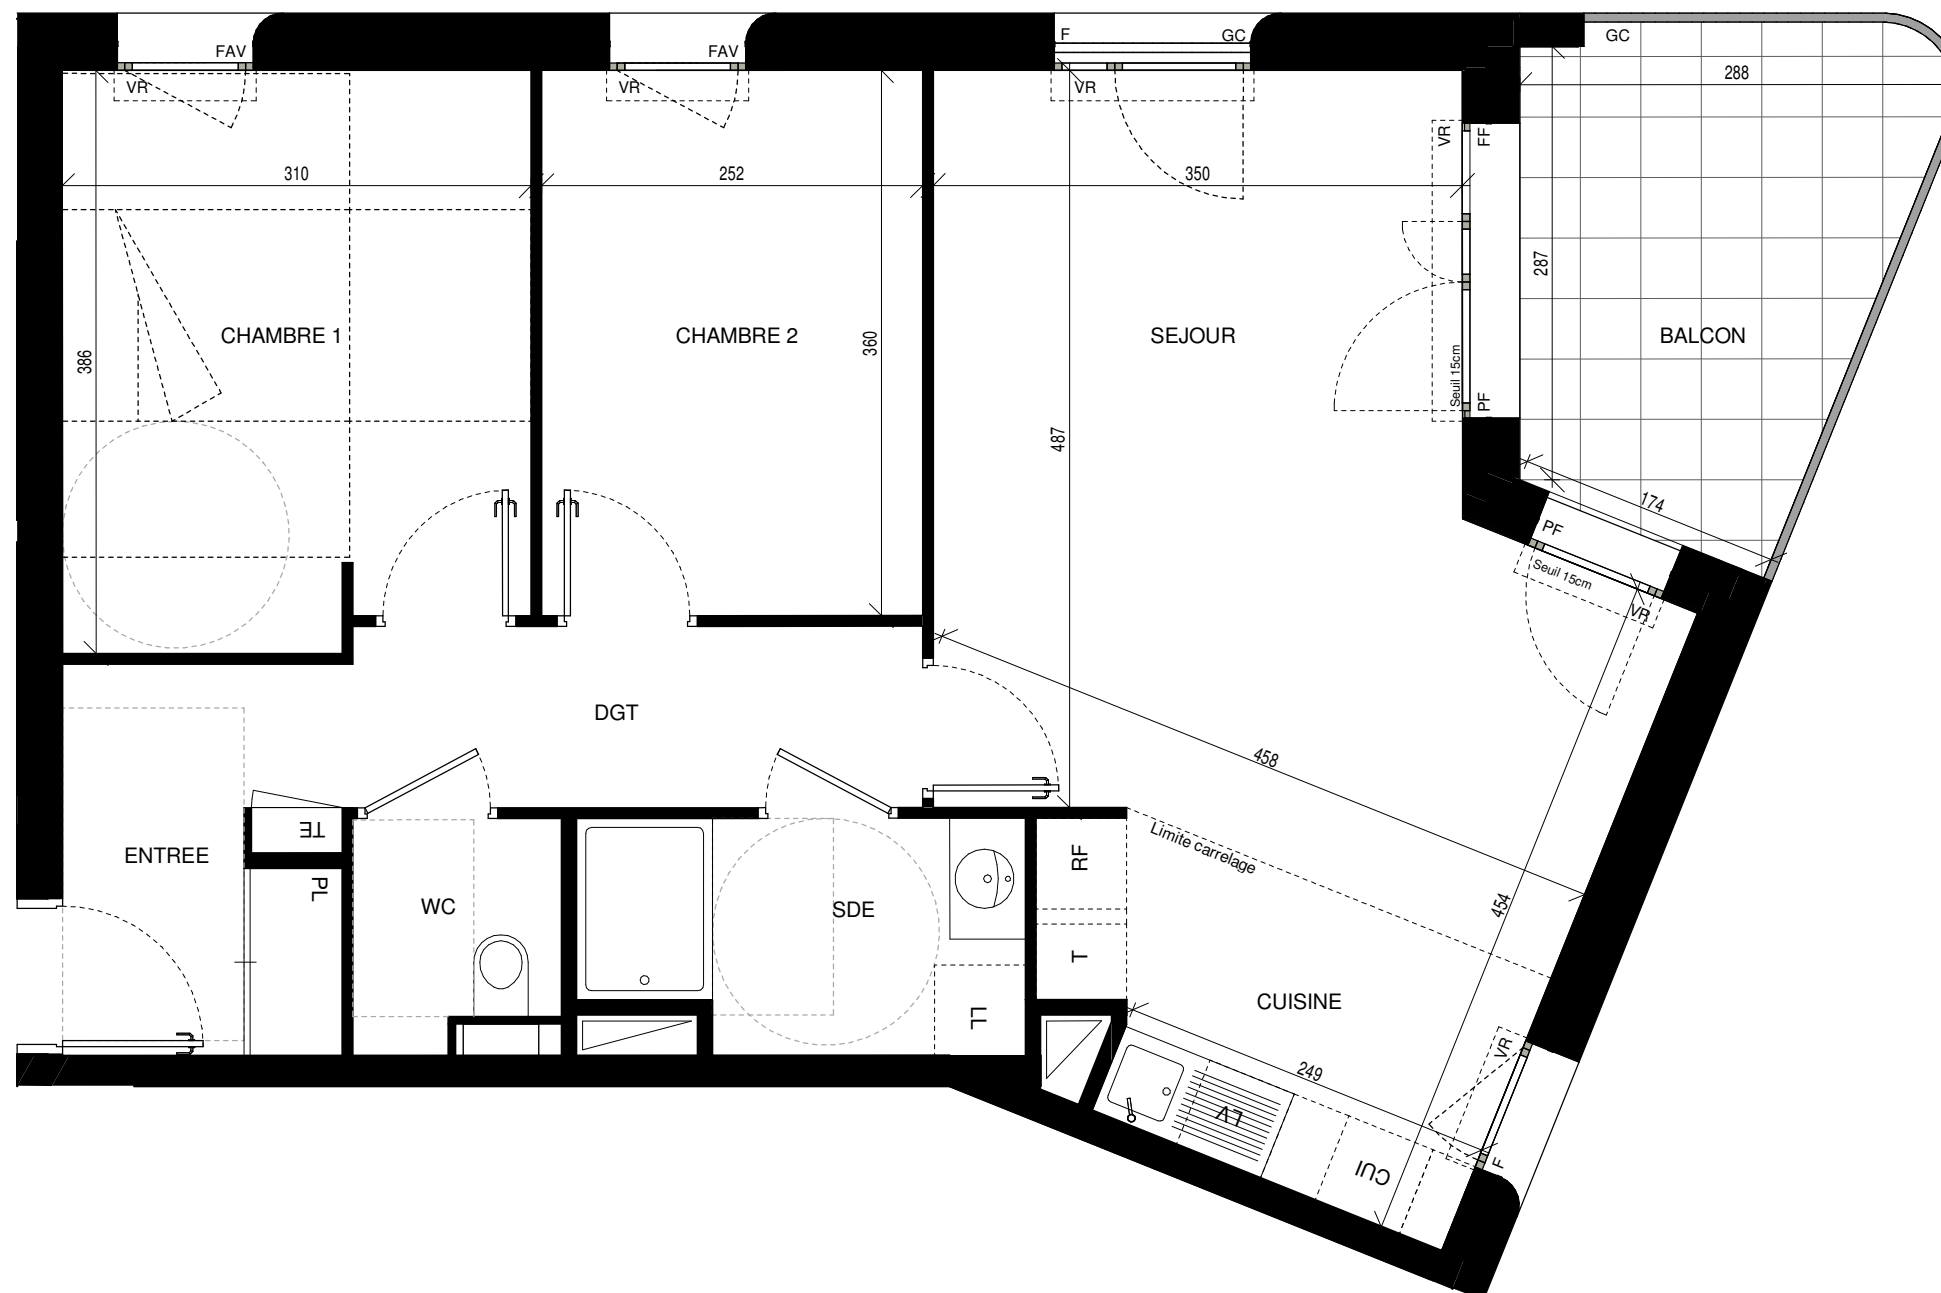 FAV
FAV
F
GC
GC
VR
VR
VR
288
VR
FF
310
252
350
287
CHAMBRE 1
CHAMBRE 2
SEJOUR
BALCON
386
360
Seuil 15cm
PF
487
174
PF
Seuil 15cm
VR
DGT
458
TE
Limite carrelage
ENTREE
RF
PL
WC
SDE
454
T
CUISINE
LL
VR
249
LV
CUI
F